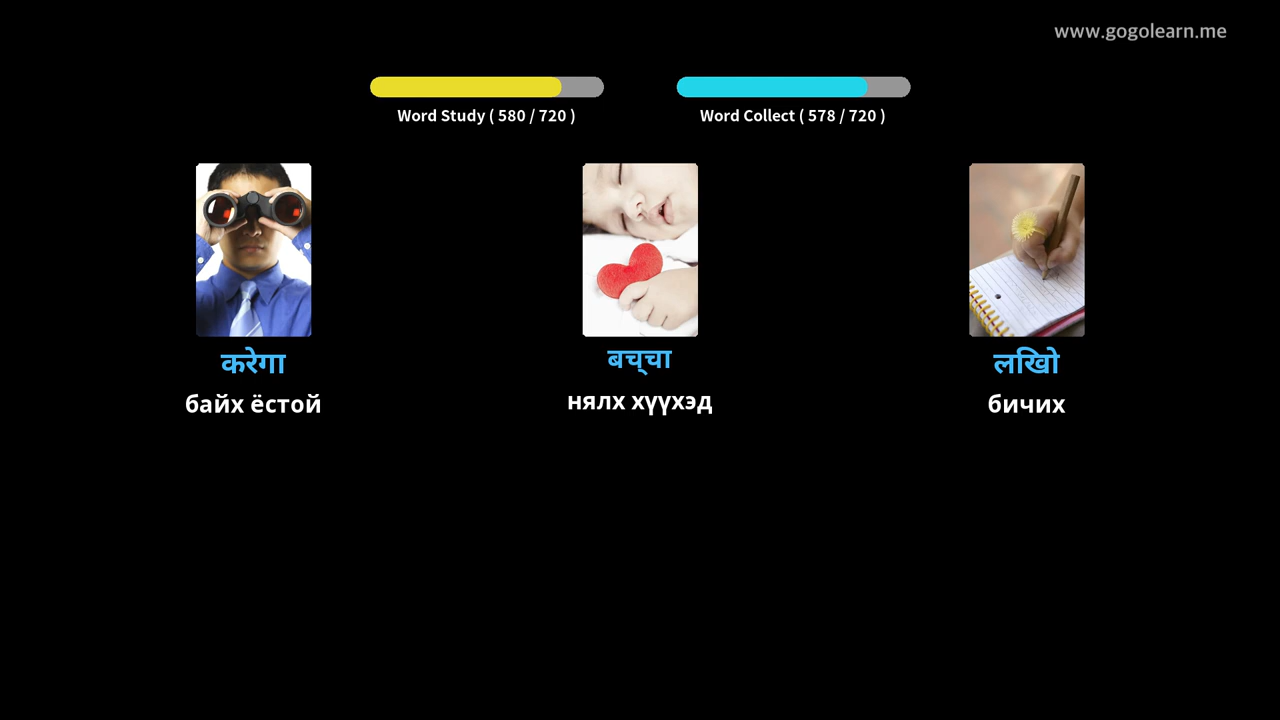 www.gogolearn.me
Word Study ( 580 / 720 )
Word Collect ( 578 / 720 )
करेगा
बच्‌चा
लिखो
байх ёстой
нялх хүүхэд
бичих